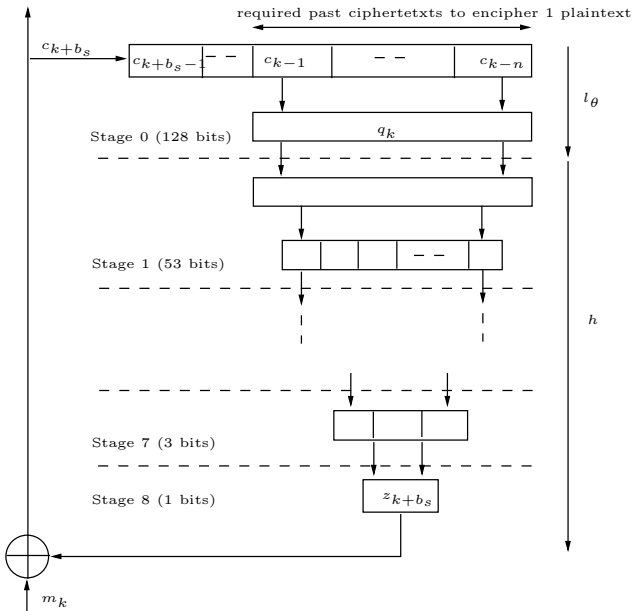 required past ciphertetxts to encipher 1 plaintext
c_{k+b_s}
c_{k+b_s-1} – – c_{k-1} – – c_{k-n}
l_θ
q_k
Stage 0 (128 bits)
Stage 1 (53 bits)
h
Stage 7 (3 bits)
Stage 8 (1 bits)
z_{k+b_s}
m_k